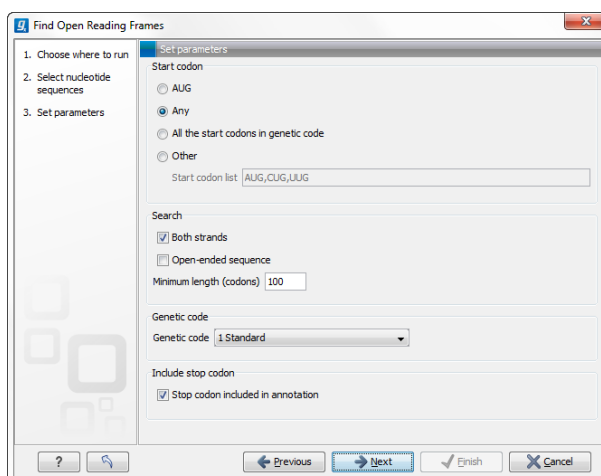 Find Open Reading Frames
1. Choose where to run
2. Select nucleotide
sequences
3. Set parameters
Set parameters
Start codon
AUG
Any
All the start codons in genetic code
Other
Start codon list AUG,CUG,UUG
Search
Both strands
Open-ended sequence
Minimum length (codons) 100
Genetic code
Genetic code 1 Standard
Include stop codon
Stop codon included in annotation
? Previous Next Finish Cancel